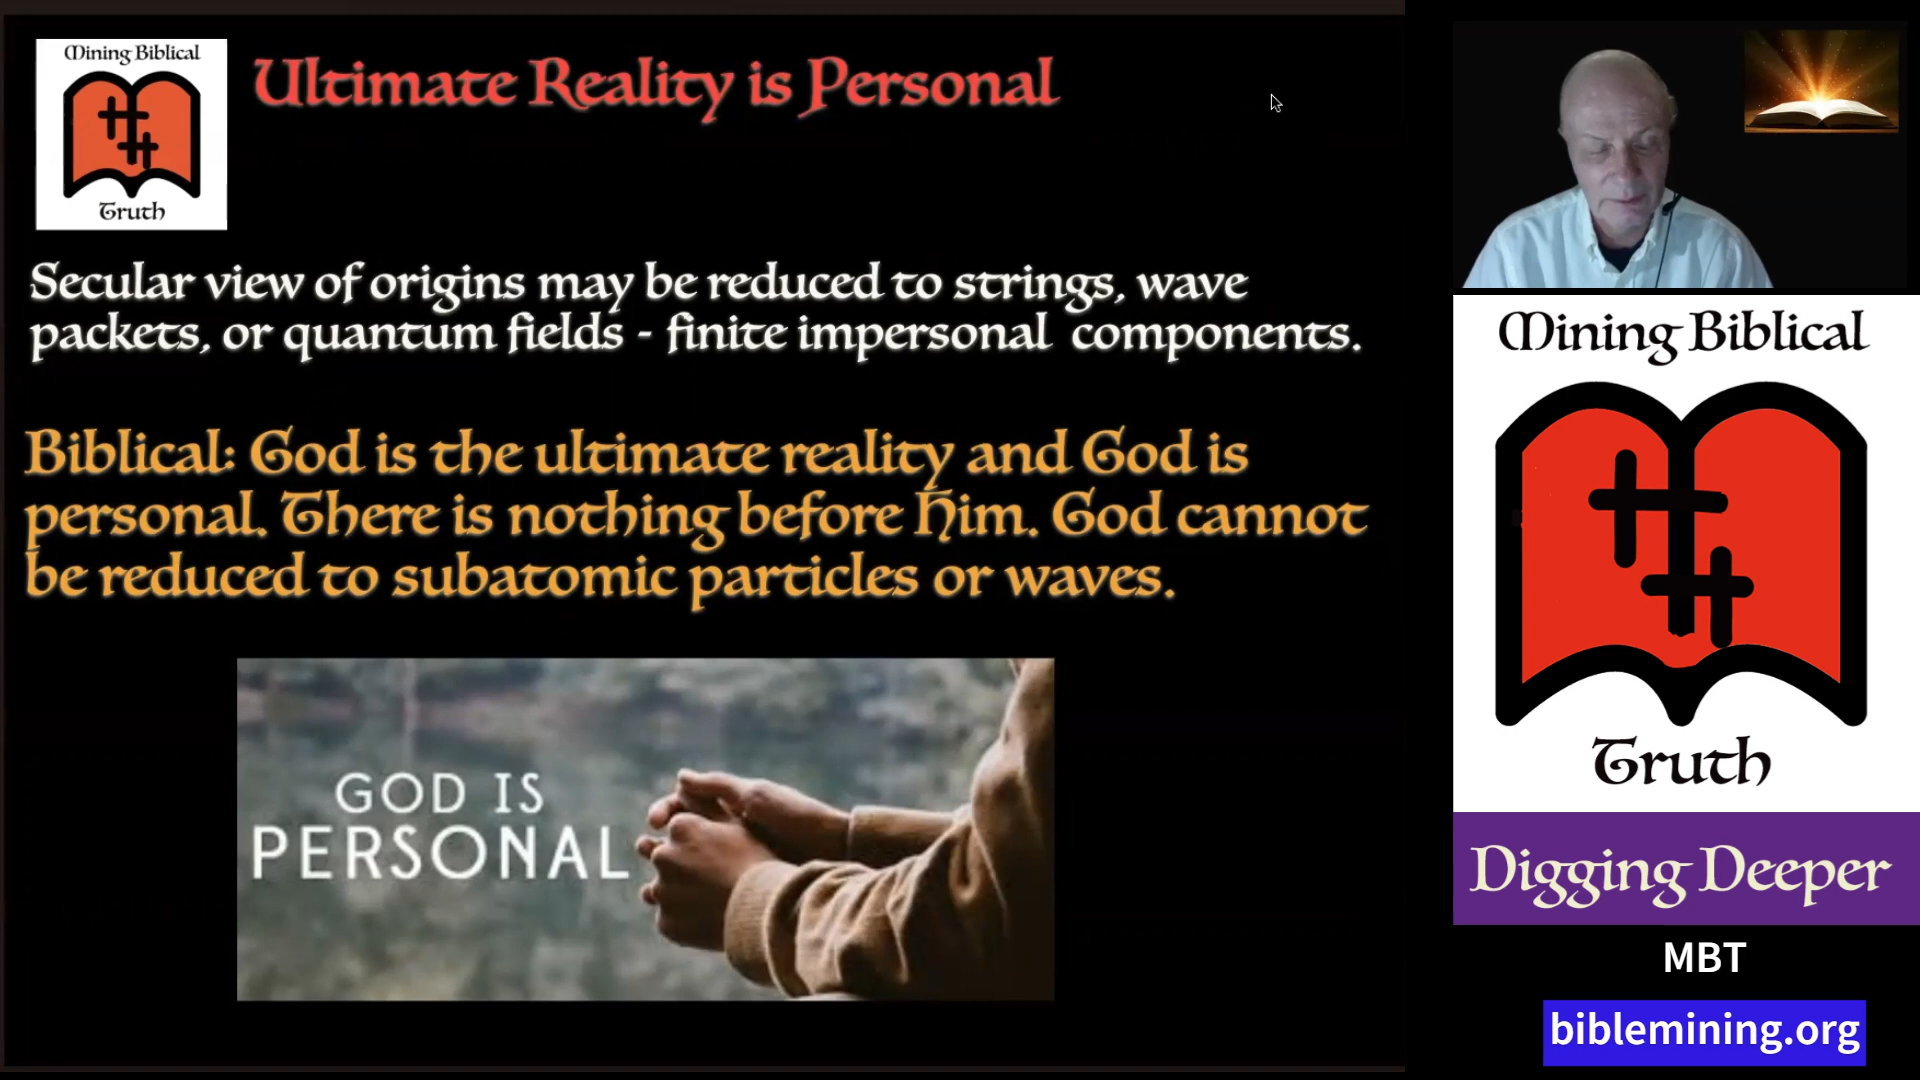 Mining Biblical
Truth
Ultimate Reality is Personal
Secular view of origins may be reduced to strings, wave
packets, or quantum fields - finite impersonal components.
Biblical: God is the ultimate reality and God is
personal. There is nothing before Him. God cannot
be reduced to subatomic particles or waves.
GOD IS
PERSONAL
Mining Biblical
Truth
Digging Deeper
MBT
biblemining.org